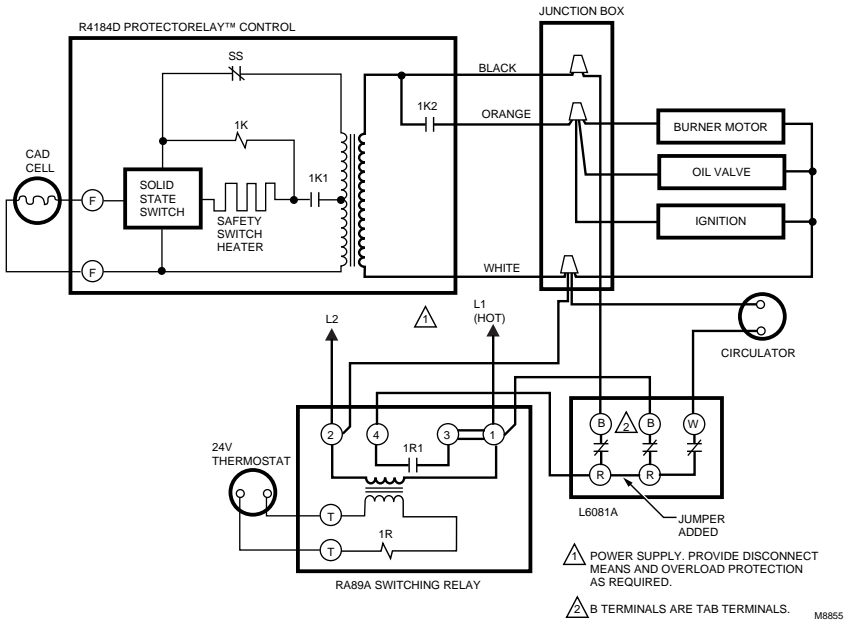 JUNCTION BOX
R4184D PROTECTORELAY™ CONTROL
SS
BLACK
1K2
ORANGE
1K
BURNER MOTOR
CAD
CELL
1K1
OIL VALVE
SOLID
STATE
SWITCH
F
SAFETY
SWITCH
HEATER
IGNITION
F
WHITE
1
L2
L1
(HOT)
CIRCULATOR
2
4
3
1
1R1
B
2
B
W
24V
THERMOSTAT
R
R
T
L6081A
JUMPER
ADDED
1R
T
RA89A SWITCHING RELAY
1 POWER SUPPLY. PROVIDE DISCONNECT
MEANS AND OVERLOAD PROTECTION
AS REQUIRED.
2 B TERMINALS ARE TAB TERMINALS.
M8855